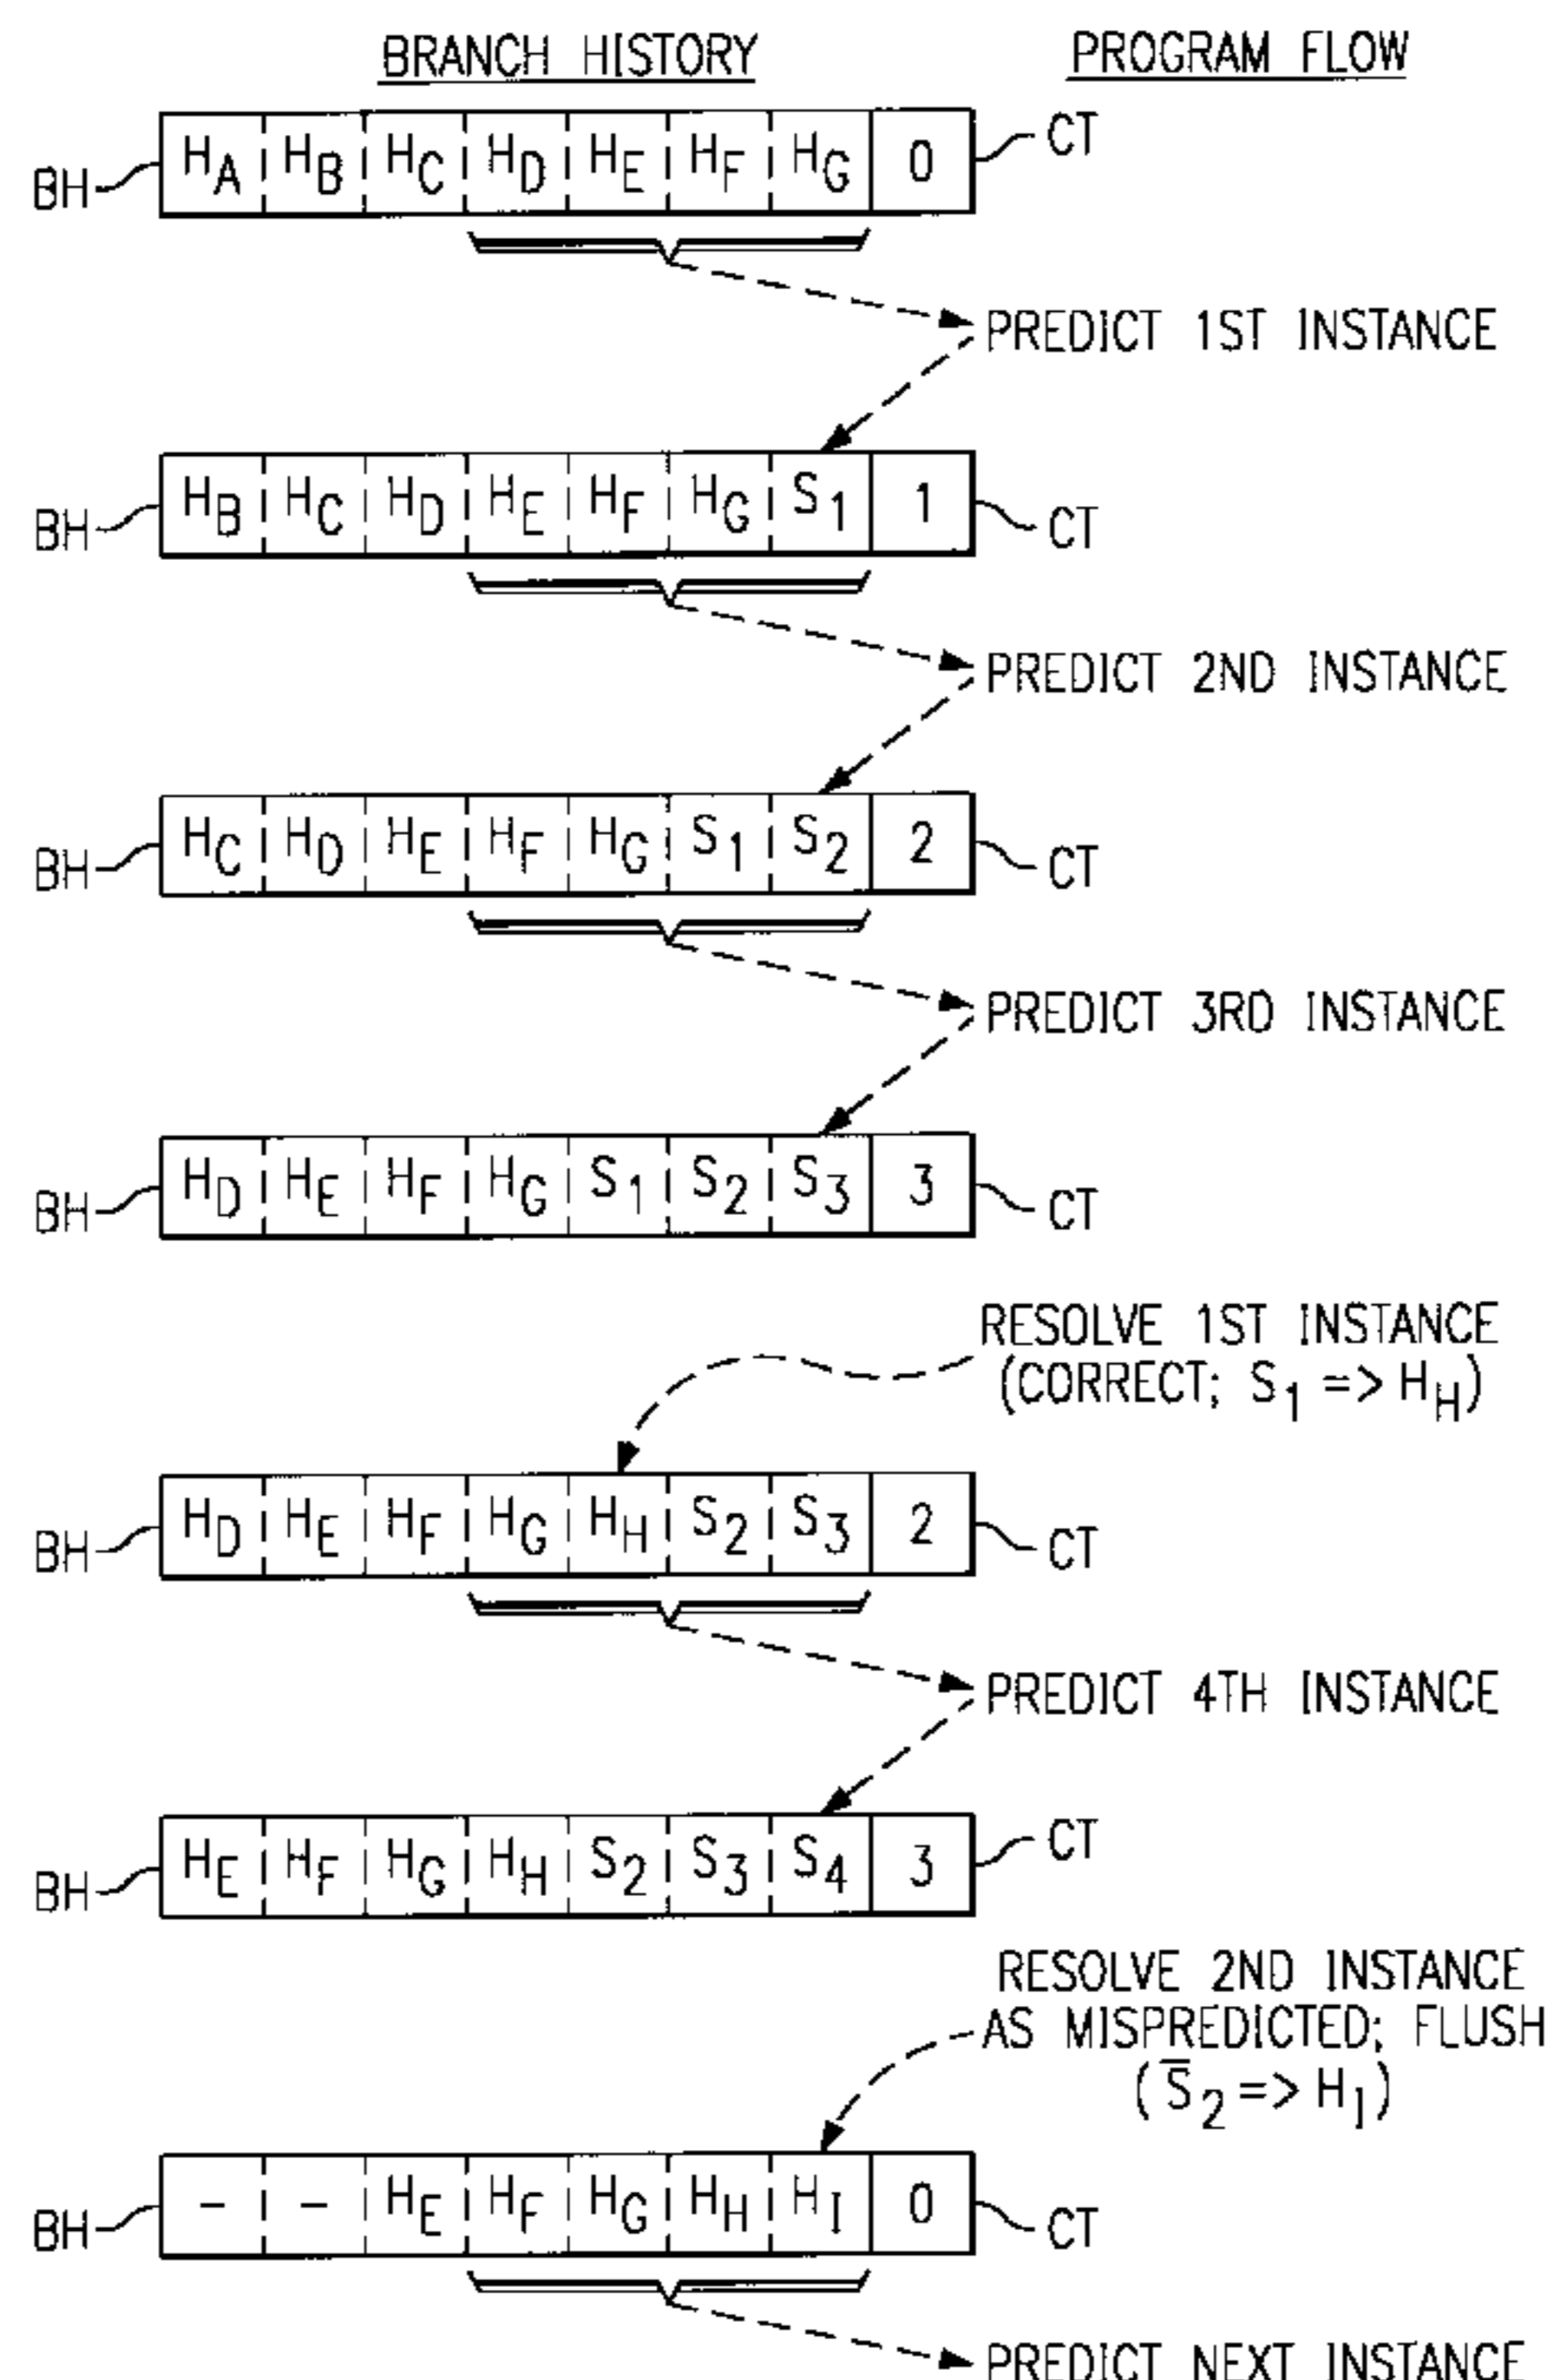 BRANCH HISTORY PROGRAM FLOW
BH H_A H_B H_C H_D H_E H_F H_G 0 CT
PREDICT 1ST INSTANCE
BH H_B H_C H_D H_E H_F H_G S_1 1 CT
PREDICT 2ND INSTANCE
BH H_C H_D H_E H_F H_G S_1 S_2 2 CT
PREDICT 3RD INSTANCE
BH H_D H_E H_F H_G S_1 S_2 S_3 3 CT
RESOLVE 1ST INSTANCE
(CORRECT; S_1 => H_H)
BH H_D H_E H_F H_G H_H S_2 S_3 2 CT
PREDICT 4TH INSTANCE
BH H_E H_F H_G H_H S_2 S_3 S_4 3 CT
RESOLVE 2ND INSTANCE
AS MISPREDICTED; FLUSH
(S̅_2 => H_I)
BH - - H_E H_F H_G H_H H_I 0 CT
PREDICT NEXT INSTANCE